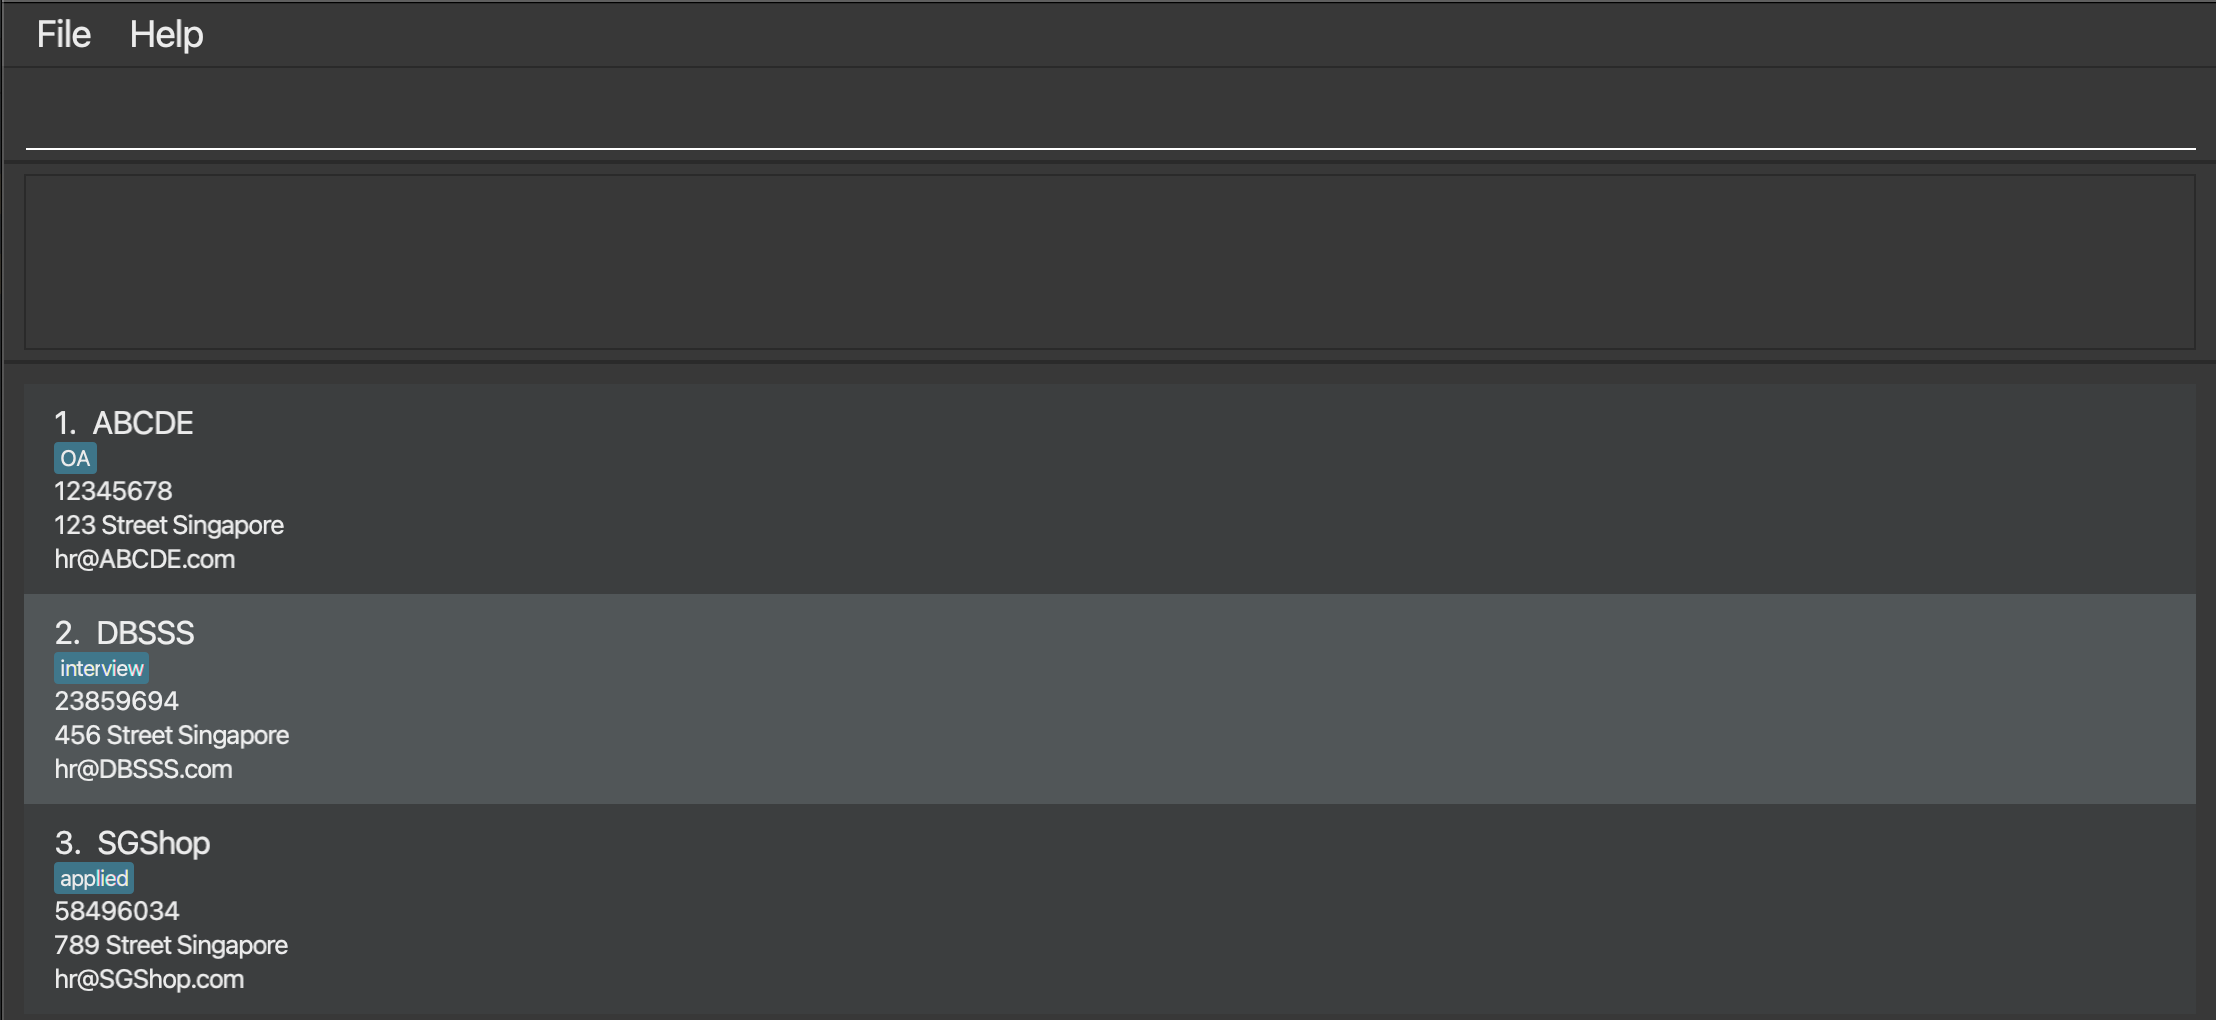 File Help
1. ABCDE
OA
12345678
123 Street Singapore
hr@ABCDE.com
2. DBSSS
interview
23859694
456 Street Singapore
hr@DBSSS.com
3. SGShop
applied
58496034
789 Street Singapore
hr@SGShop.com